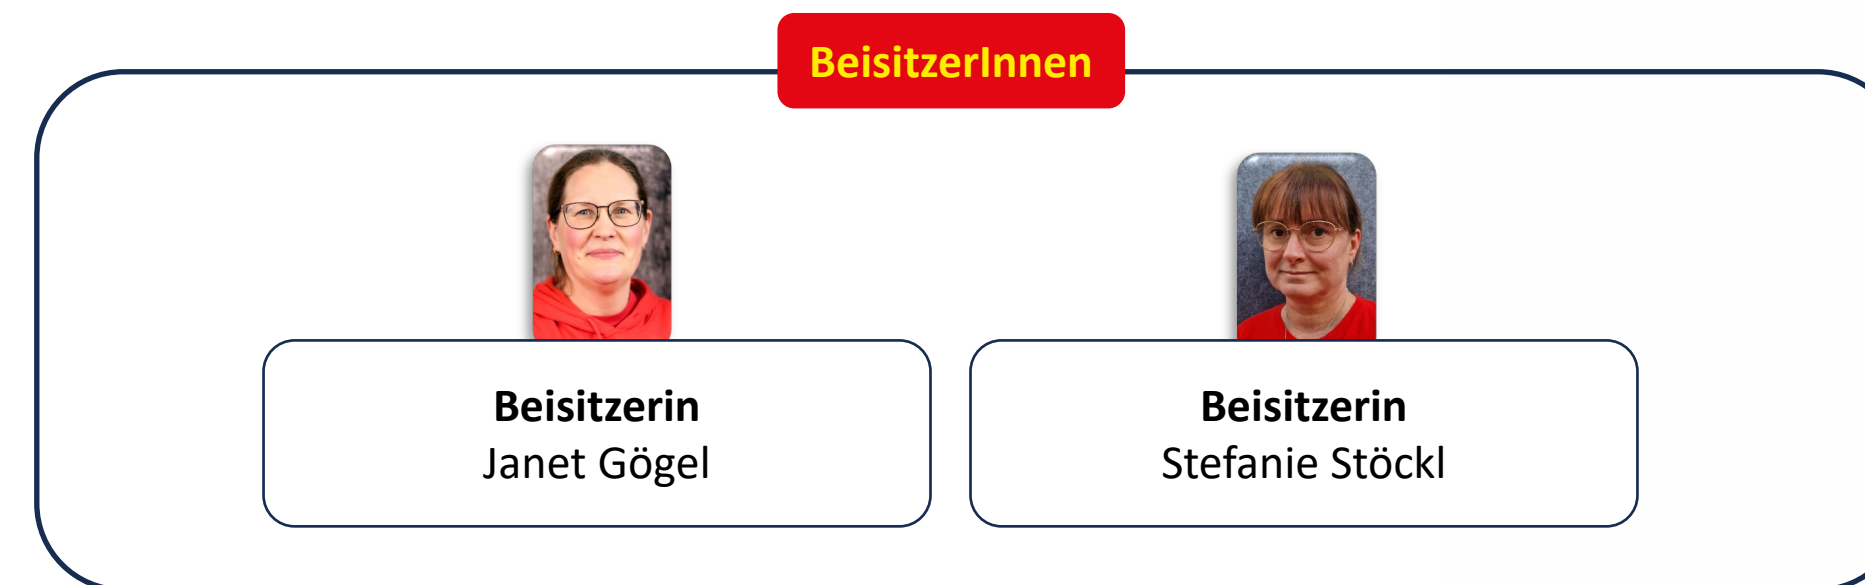 BeisitzerInnen
Beisitzerin
Janet Gögel
Beisitzerin
Stefanie Stöckl